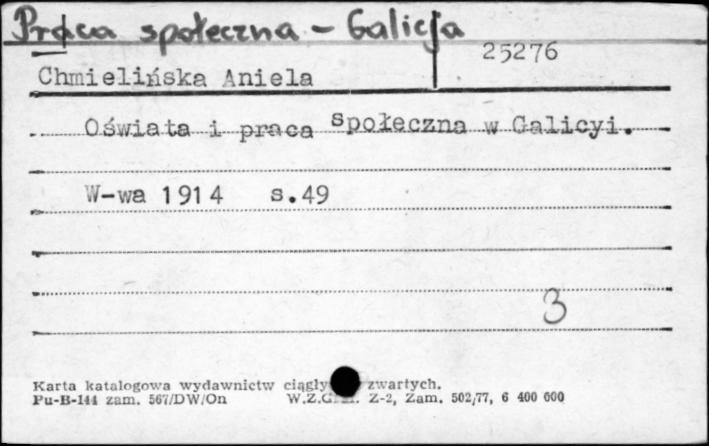 Praca społeczna - Galicja
25276
Chmielińska Aniela
Oświata i praca społeczna w Galicyi.
W-wa 1914 s.49
3
Karta katalogowa wydawnictw zwartych.
Pu-B-144 zam. 567/DW/On Z-2, Zam. 502/77, 6 400 000